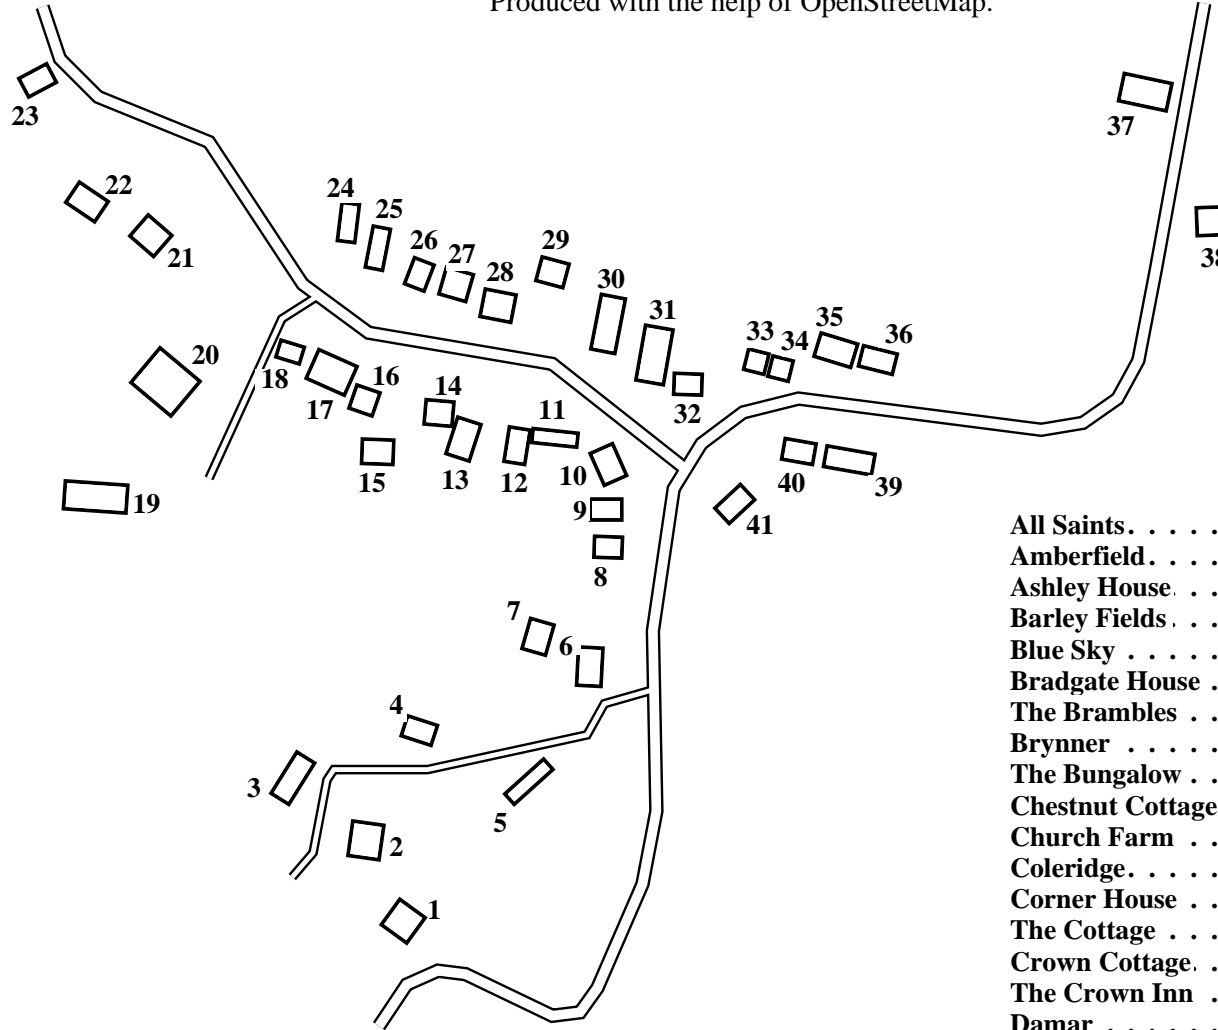 Produced with the help of OpenStreetMap.
23
37
22
24
25
21
26
27
29
28
38
30
31
33
34
35
36
20
18
17
16
14
11
32
15
13
12
10
40
39
19
9
41
8
7
6
4
3
5
2
1
All Saints. . . . .
Amberfield. . . .
Ashley House. . .
Barley Fields . . .
Blue Sky . . . . .
Bradgate House .
The Brambles . .
Brynner . . . . .
The Bungalow . .
Chestnut Cottage
Church Farm . .
Coleridge. . . . .
Corner House . .
The Cottage . . .
Crown Cottage. .
The Crown Inn .
Damar . . . . . .